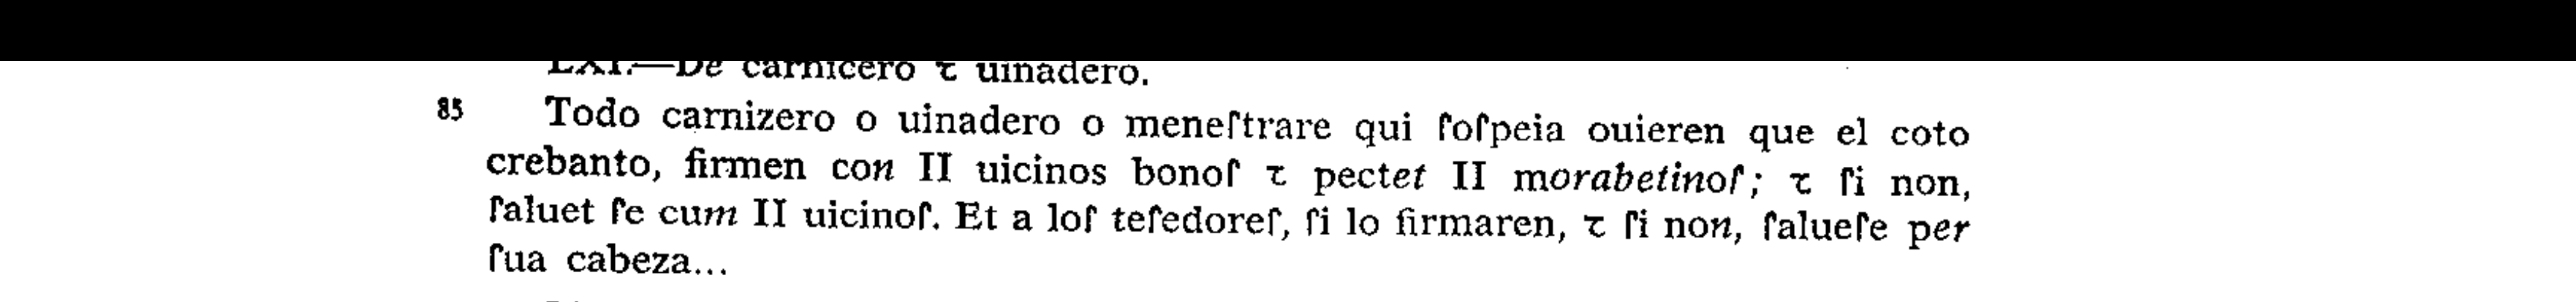 LXI.—De carnicero τ uinadero.
85 Todo carnizero o uinadero o meneſtrare qui ſoſpeia ouieren que el coto
crebanto, firmen con II uicinos bonoſ τ pectet II morabetinoſ; τ ſi non,
ſaluet ſe cum II uicinoſ. Et a loſ teſedoreſ, ſi lo firmaren, τ ſi non, ſalueſe per
ſua cabeza...